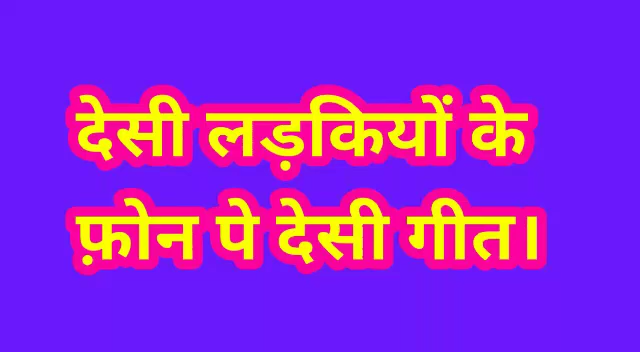 देसी लड़कियों के
फ़ोन पे देसी गीत।